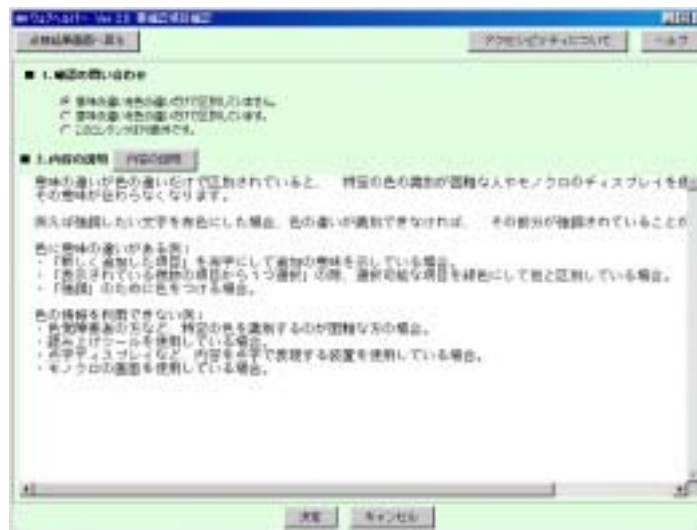 ウェブヘルパー Ver 2.0 要確認項目確認
点検結果画面へ戻る
アクセシビリティについて
ヘルプ
■ 1.確認の問い合わせ
意味の違いを色の違いだけで区別していません。
意味の違いを色の違いだけで区別しています。
このコンテンツは対象外です。
■ 2.内容の説明 内容の説明
意味の違いが色の違いだけで区別されていると、 特定の色の識別が困難な人やモノクロのディスプレイを使
その意味が伝わらなくなります。
例えば強調したい文字を赤色にした場合、色の違いが識別できなければ、 その部分が強調されていることが
色に意味の違いがある例:
・「新しく追加した項目」を赤字にして追加の意味を示している場合。
・「表示されている複数の項目から1つ選択」の際、選択可能な項目を緑色にして他と区別している場合。
・「強調」のために色をつける場合。
色の情報を利用できない例:
・色覚障害者の方など、特定の色を識別するのが困難な方の場合。
・読み上げツールを使用している場合。
・点字ディスプレイなど、内容を点字で表現する装置を使用している場合。
・モノクロの画面を使用している場合。
決定
キャンセル